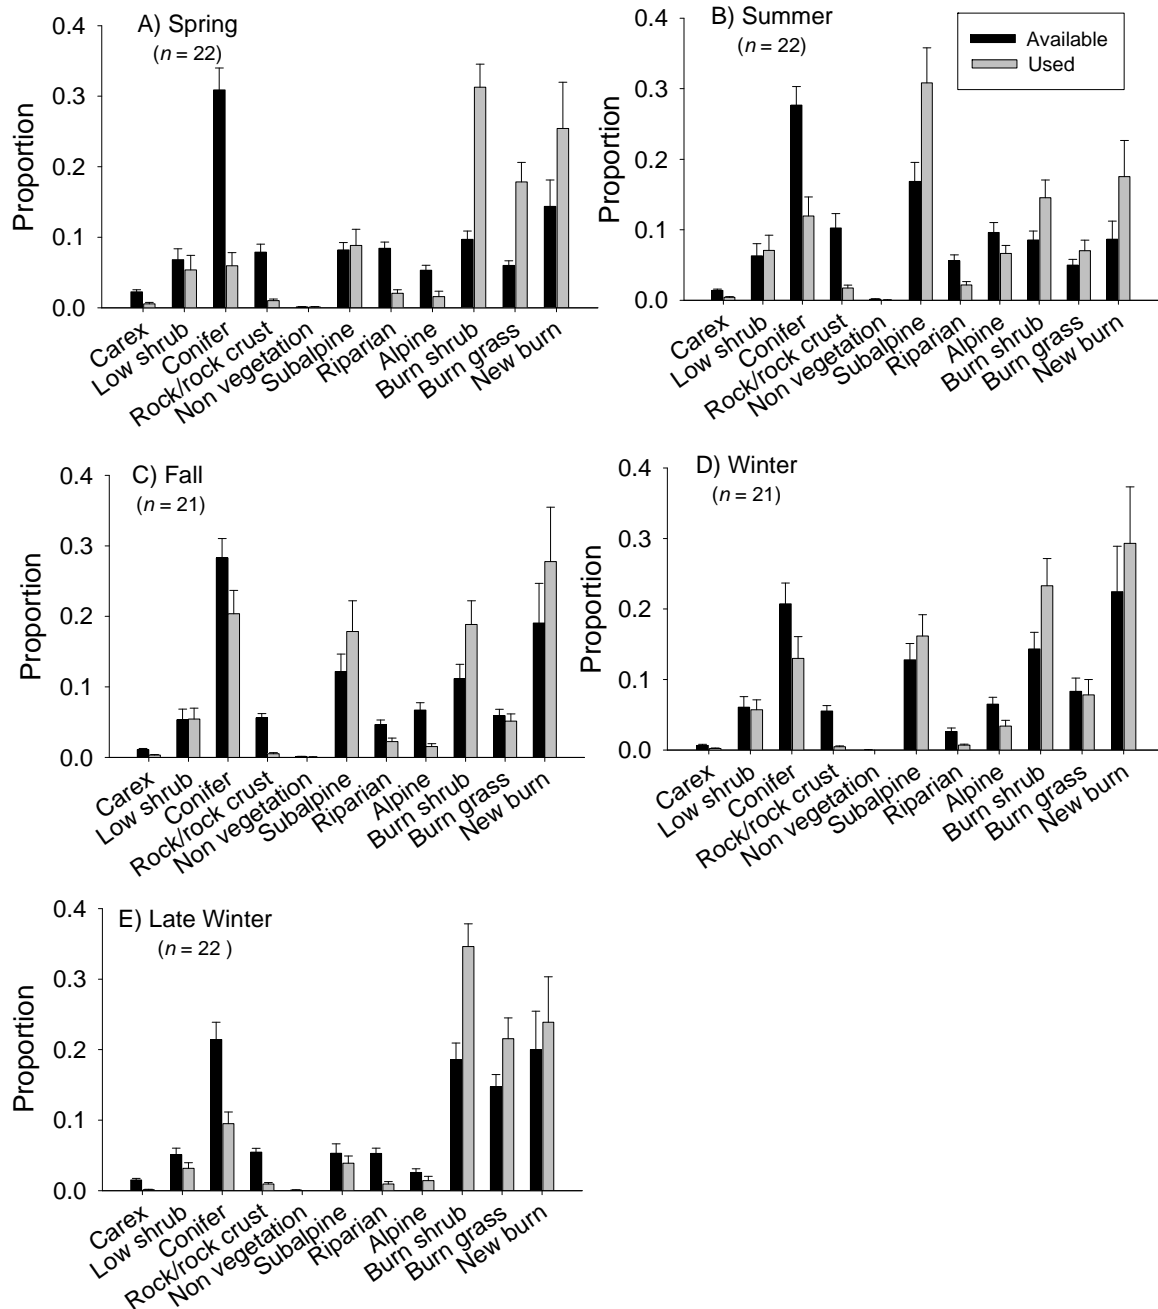 A) Spring
(n = 22)
Proportion
0.4
0.3
0.2
0.1
0.0
Carex
Low shrub
Conifer
Rock/rock crust
Non vegetation
Subalpine
Riparian
Alpine
Burn shrub
Burn grass
New burn
B) Summer
(n = 22)
Available
Used
Proportion
0.4
0.3
0.2
0.1
0.0
Carex
Low shrub
Conifer
Rock/rock crust
Non vegetation
Subalpine
Riparian
Alpine
Burn shrub
Burn grass
New burn
C) Fall
(n = 21)
Proportion
0.4
0.3
0.2
0.1
0.0
Carex
Low shrub
Conifer
Rock/rock crust
Non vegetation
Subalpine
Riparian
Alpine
Burn shrub
Burn grass
New burn
D) Winter
(n = 21)
Proportion
0.4
0.3
0.2
0.1
0.0
Carex
Low shrub
Conifer
Rock/rock crust
Non vegetation
Subalpine
Riparian
Alpine
Burn shrub
Burn grass
New burn
E) Late Winter
(n = 22 )
Proportion
0.4
0.3
0.2
0.1
0.0
Carex
Low shrub
Conifer
Rock/rock crust
Non vegetation
Subalpine
Riparian
Alpine
Burn shrub
Burn grass
New burn